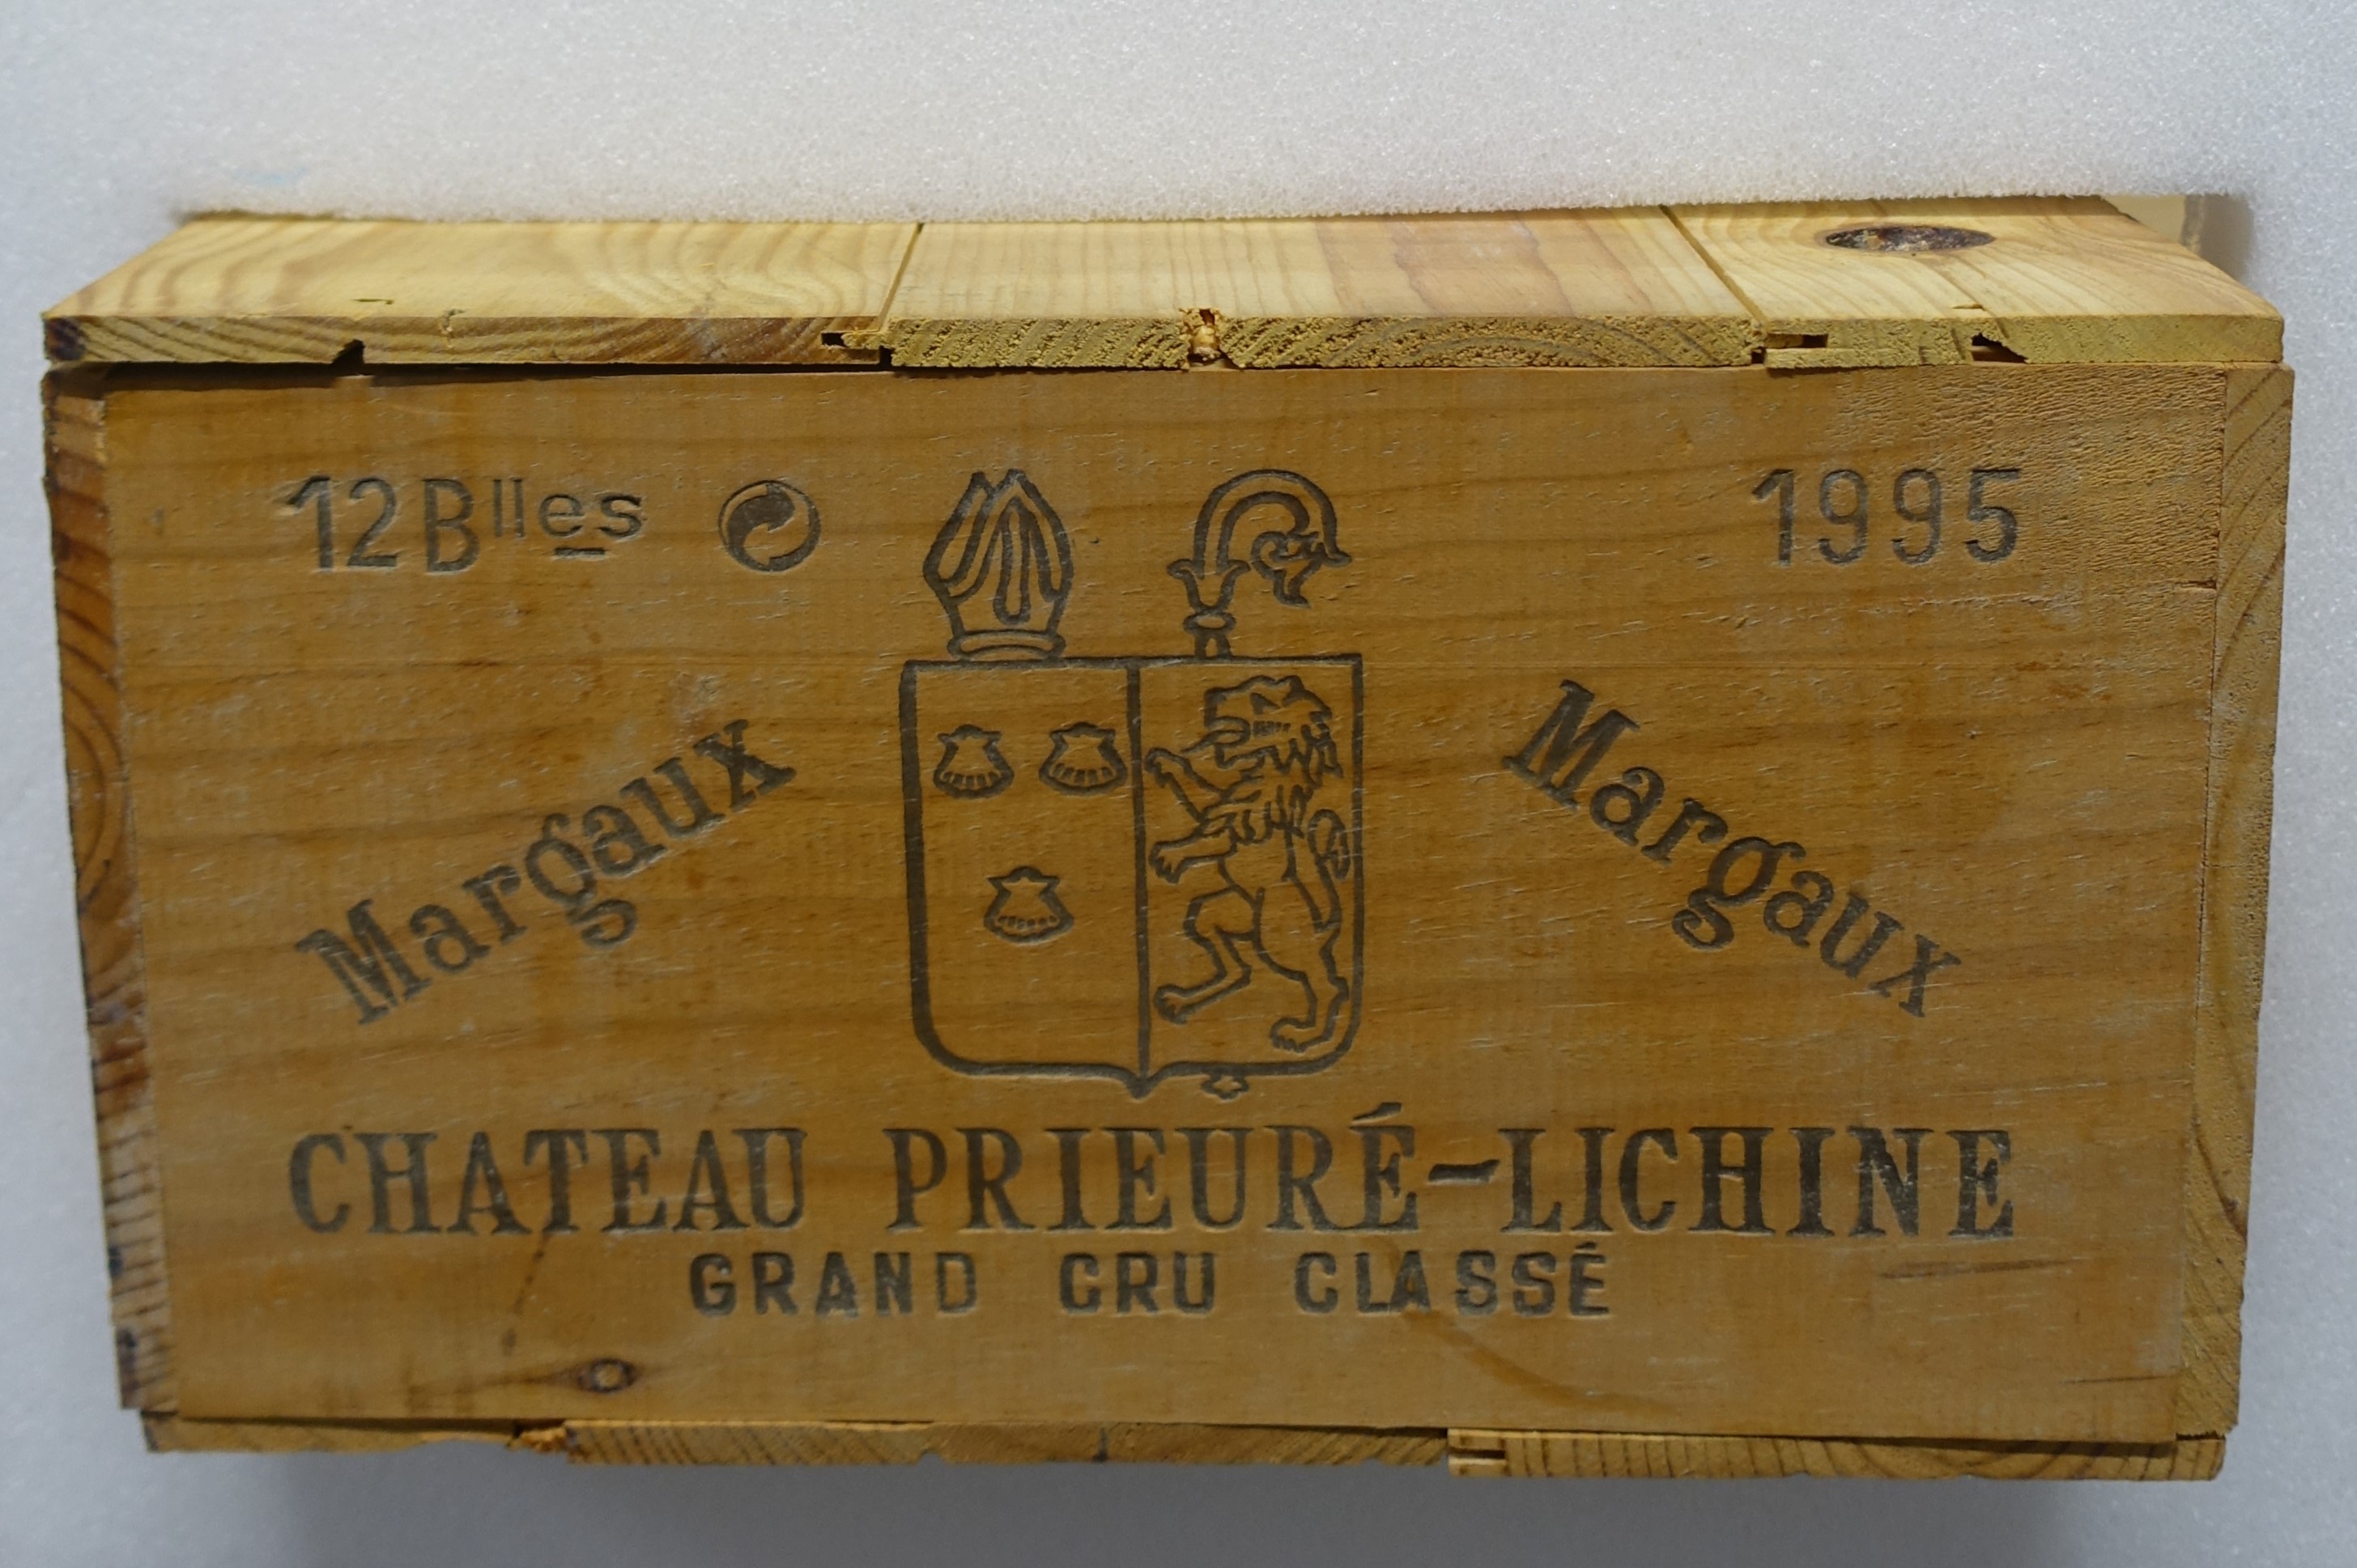 12 Blles
1995
Margaux
Margaux
CHATEAU PRIEURÉ-LICHINE
GRAND CRU CLASSÉ